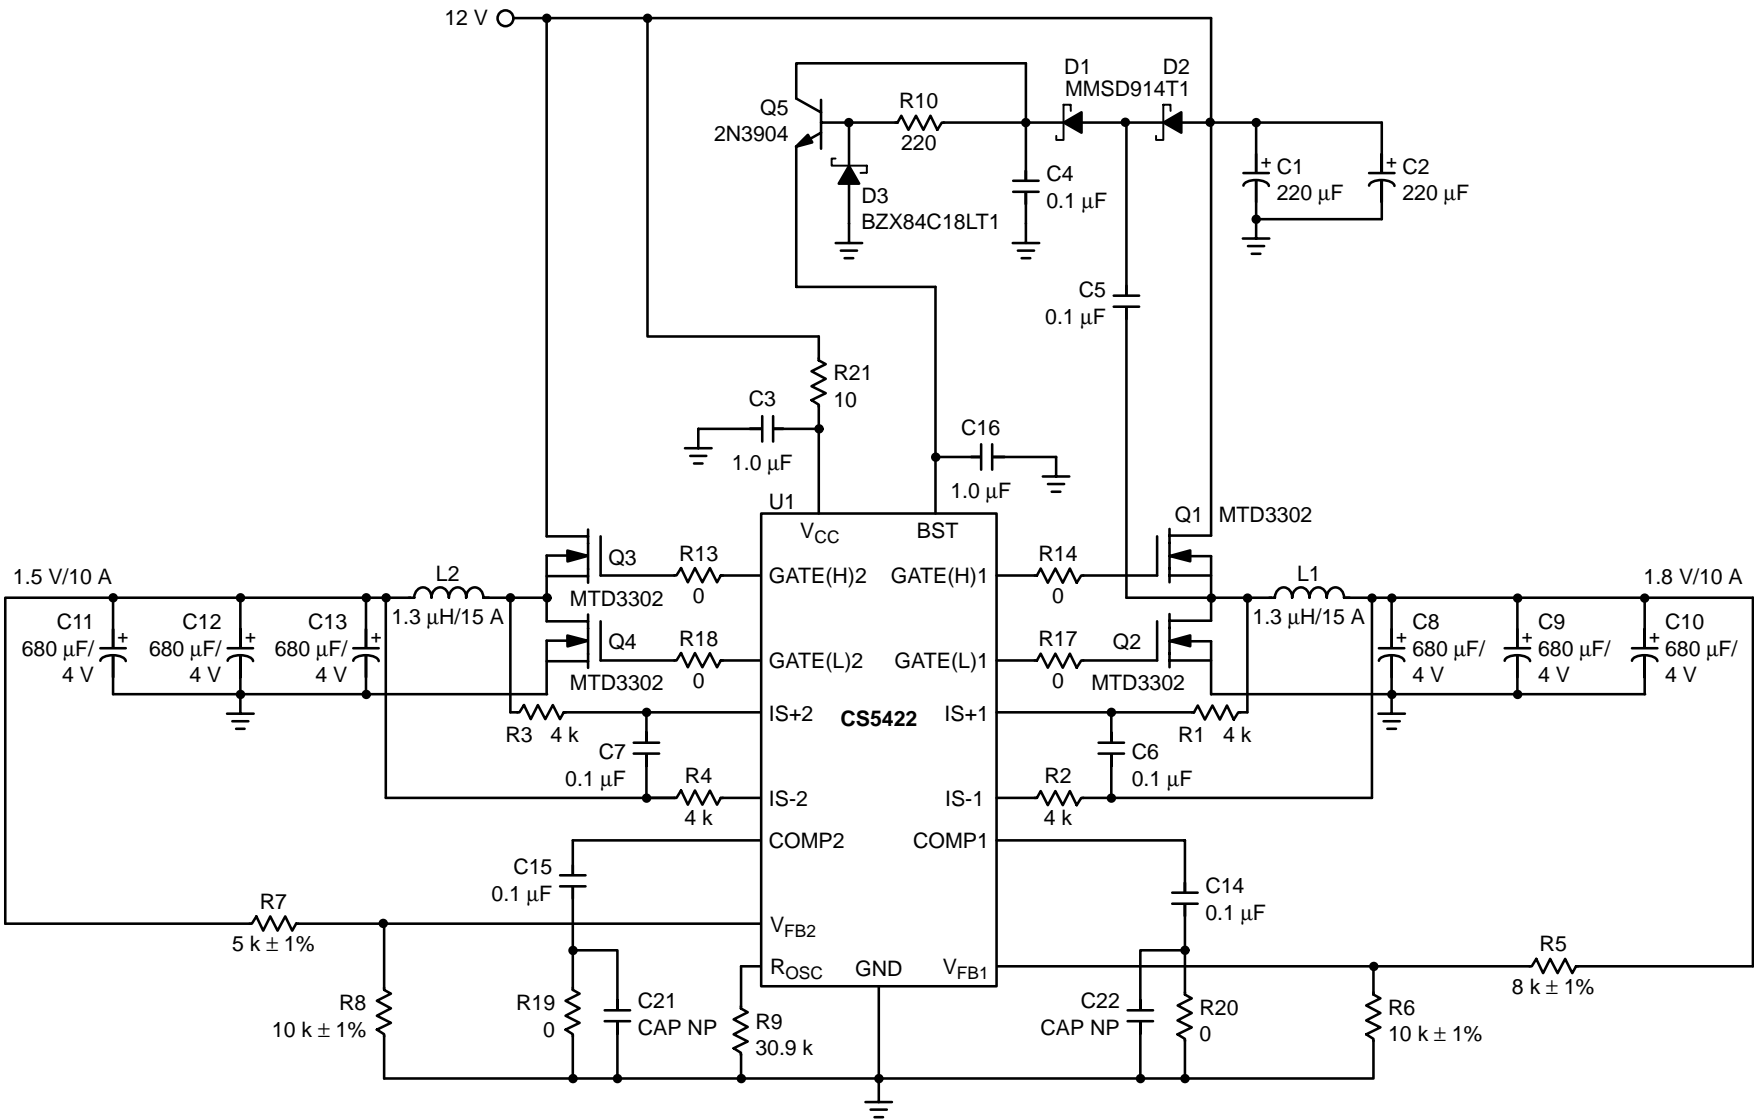 12 V
D1
D2
MMSD914T1
Q5
2N3904
R10
220
C4
0.1 µF
C1
220 µF
C2
220 µF
D3
BZX84C18LT1
C5
0.1 µF
R21
10
C3
1.0 µF
C16
1.0 µF
U1
VCC
BST
Q1
MTD3302
Q3
MTD3302
R13
0
GATE(H)2
GATE(H)1
R14
0
1.5 V/10 A
L2
1.3 µH/15 A
L1
1.3 µH/15 A
1.8 V/10 A
C11
680 µF/
4 V
C12
680 µF/
4 V
C13
680 µF/
4 V
Q4
MTD3302
R18
0
GATE(L)2
GATE(L)1
R17
0
Q2
MTD3302
C8
680 µF/
4 V
C9
680 µF/
4 V
C10
680 µF/
4 V
R3
4 k
IS+2
CS5422
IS+1
R1
4 k
C7
0.1 µF
C6
0.1 µF
R4
4 k
IS-2
IS-1
R2
4 k
COMP2
COMP1
C15
0.1 µF
C14
0.1 µF
R7
5 k ± 1%
VFB2
ROSC
GND
VFB1
R5
8 k ± 1%
R8
10 k ± 1%
R19
0
C21
CAP NP
R9
30.9 k
C22
CAP NP
R20
0
R6
10 k ± 1%